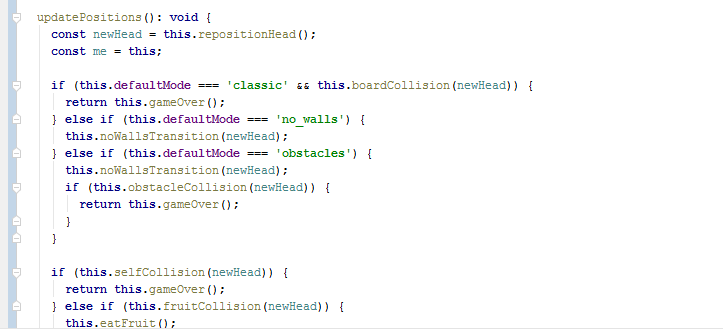 updatePositions(): void {
const newHead = this.repositionHead();
const me = this;
if (this.defaultMode === 'classic' && this.boardCollision(newHead)) {
return this.gameOver();
} else if (this.defaultMode === 'no_walls') {
this.noWallsTransition(newHead);
} else if (this.defaultMode === 'obstacles') {
this.noWallsTransition(newHead);
if (this.obstacleCollision(newHead)) {
return this.gameOver();
}
}
if (this.selfCollision(newHead)) {
return this.gameOver();
} else if (this.fruitCollision(newHead)) {
this.eatFruit();